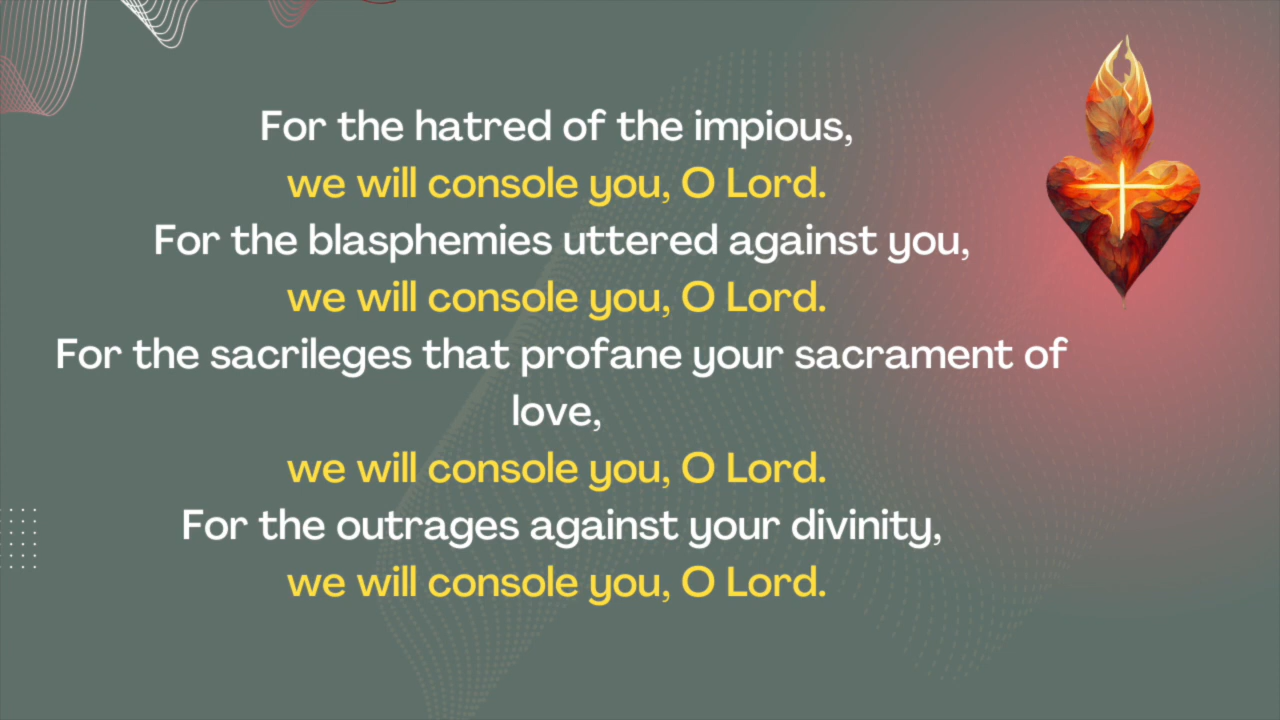 For the hatred of the impious,
we will console you, O Lord.
For the blasphemies uttered against you,
we will console you, O Lord.
For the sacrileges that profane your sacrament of
love,
we will console you, O Lord.
For the outrages against your divinity,
we will console you, O Lord.